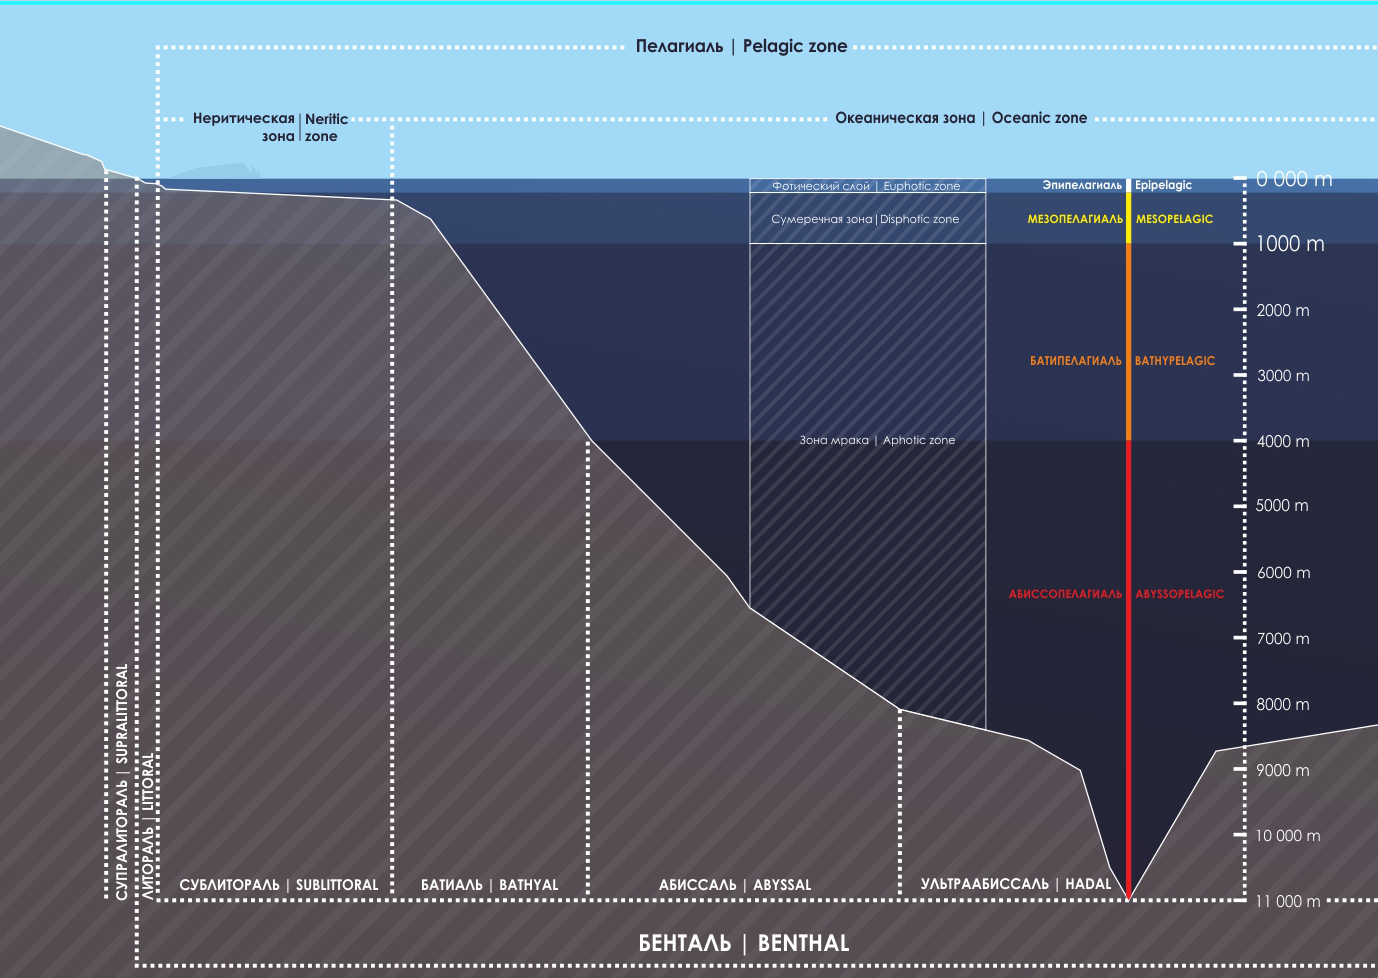 Пелагиаль | Pelagic zone
Неритическая зона | Neritic zone
Океаническая зона | Oceanic zone
Фотический слой | Euphotic zone
Эпипелагиаль | Epipelagic
0 000 m
Сумеречная зона | Disphotic zone
МЕЗОПЕЛАГИАЛЬ | MESOPELAGIC
1000 m
2000 m
БАТИПЕЛАГИАЛЬ | BATHYPELAGIC
3000 m
Зона мрака | Aphotic zone
4000 m
5000 m
6000 m
АБИССОПЕЛАГИАЛЬ | ABYSSOPELAGIC
7000 m
8000 m
9000 m
10 000 m
11 000 m
СУПРАЛИТОРАЛЬ | SUPRALITTORAL
ЛИТОРАЛЬ | LITTORAL
СУБЛИТОРАЛЬ | SUBLITTORAL
БАТИАЛЬ | BATHYAL
АБИССАЛЬ | ABYSSAL
УЛЬТРААБИССАЛЬ | HADAL
БЕНТАЛЬ | BENTHAL